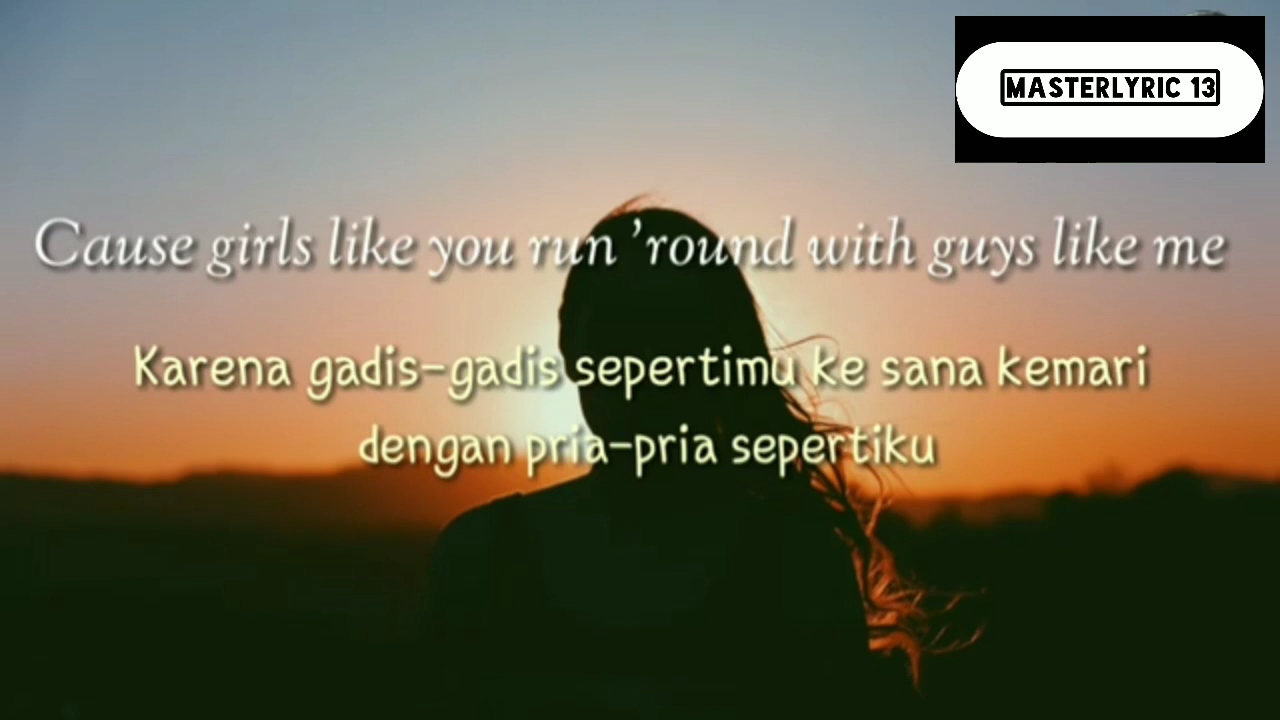 MASTERLYRIC 13
Cause girls like you run ’round with guys like me
Karena gadis-gadis sepertimu ke sana kemari
dengan pria-pria sepertiku